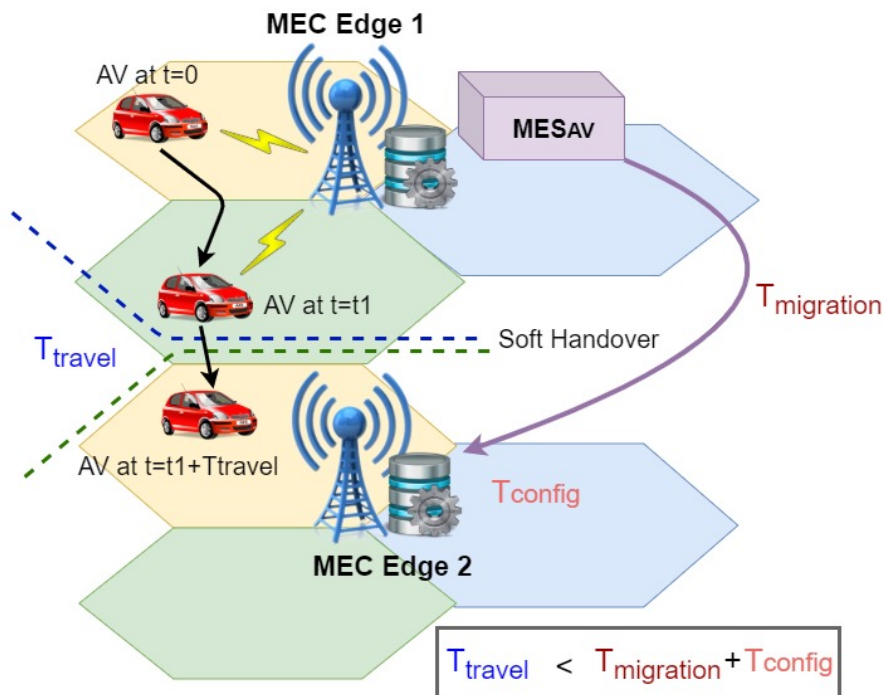 MEC Edge 1
AV at t=0
MESAV
AV at t=t1
Tmigration
Soft Handover
Ttravel
AV at t=t1+Ttravel
Tconfig
MEC Edge 2
Ttravel < Tmigration+Tconfig